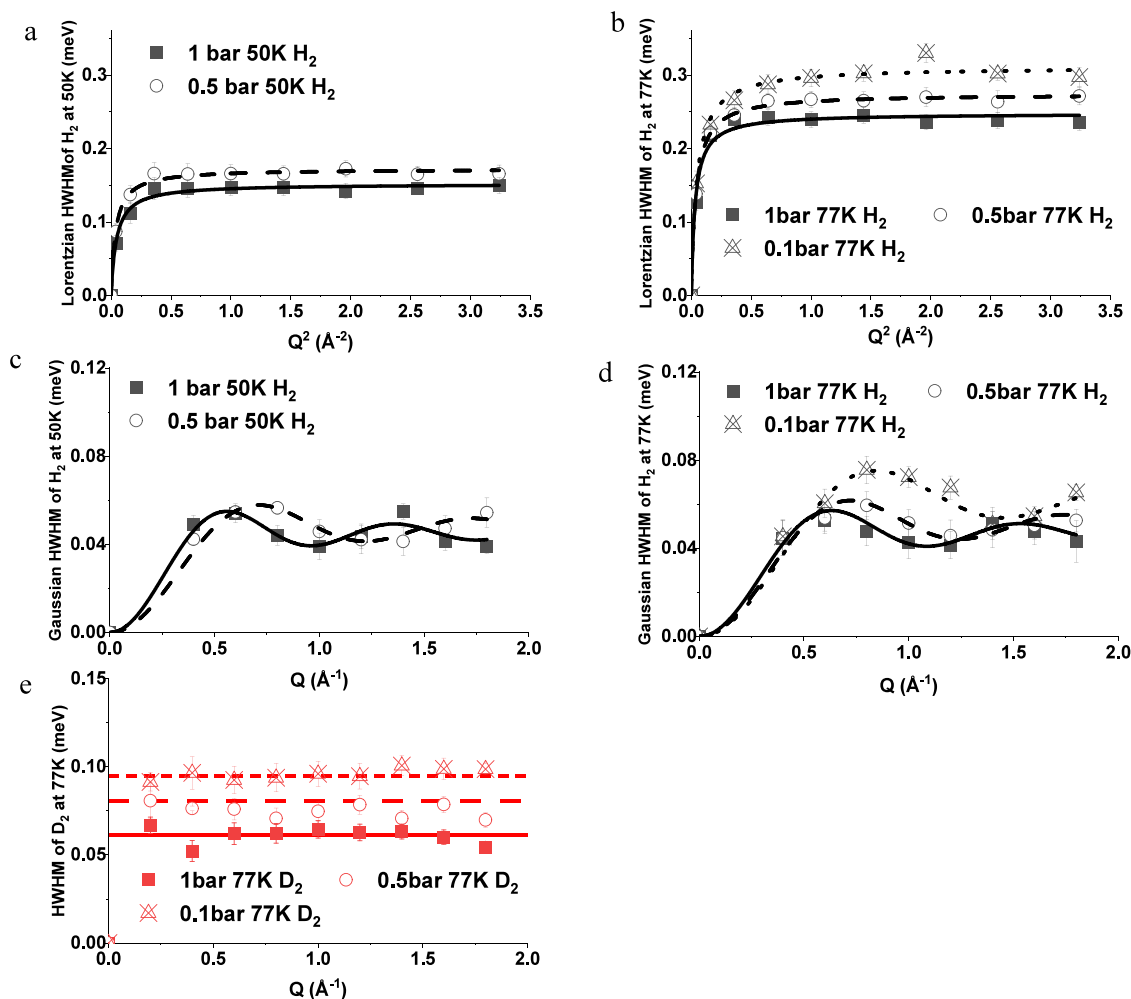 a
Lorentzian HWHMof H2 at 50K (meV)
0.3
0.2
0.1
0.0
1 bar 50K H2
0.5 bar 50K H2
0.0 0.5 1.0 1.5 2.0 2.5 3.0 3.5
Q2 (Å-2)
b
Lorentzian HWHM of H2 at 77K (meV)
0.3
0.2
0.1
0.0
1bar 77K H2 0.5bar 77K H2
0.1bar 77K H2
0.0 0.5 1.0 1.5 2.0 2.5 3.0 3.5
Q2 (Å-2)
c
Gaussian HWHM of H2 at 50K (meV)
0.12
0.08
0.04
0.00
1 bar 50K H2
0.5 bar 50K H2
0.0 0.5 1.0 1.5 2.0
Q (Å-1)
d
Gaussian HWHM of H2 at 77K (meV)
0.12
0.08
0.04
0.00
1bar 77K H2 0.5bar 77K H2
0.1bar 77K H2
0.0 0.5 1.0 1.5 2.0
Q (Å-1)
e
HWHM of D2 at 77K (meV)
0.15
0.10
0.05
0.00
1bar 77K D2 0.5bar 77K D2
0.1bar 77K D2
0.0 0.5 1.0 1.5 2.0
Q (Å-1)